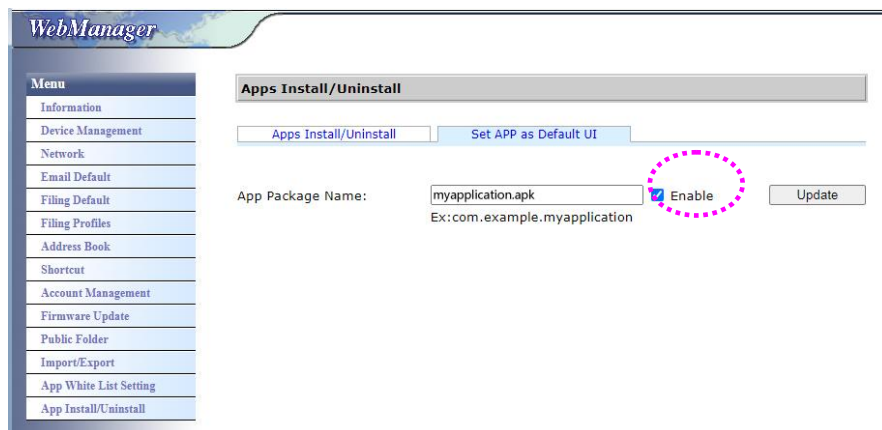 WebManager
Menu
Information
Device Management
Network
Email Default
Filing Default
Filing Profiles
Address Book
Shortcut
Account Management
Firmware Update
Public Folder
Import/Export
App White List Setting
App Install/Uninstall
Apps Install/Uninstall
Apps Install/Uninstall Set APP as Default UI
App Package Name: myapplication.apk Enable Update
Ex:com.example.myapplication